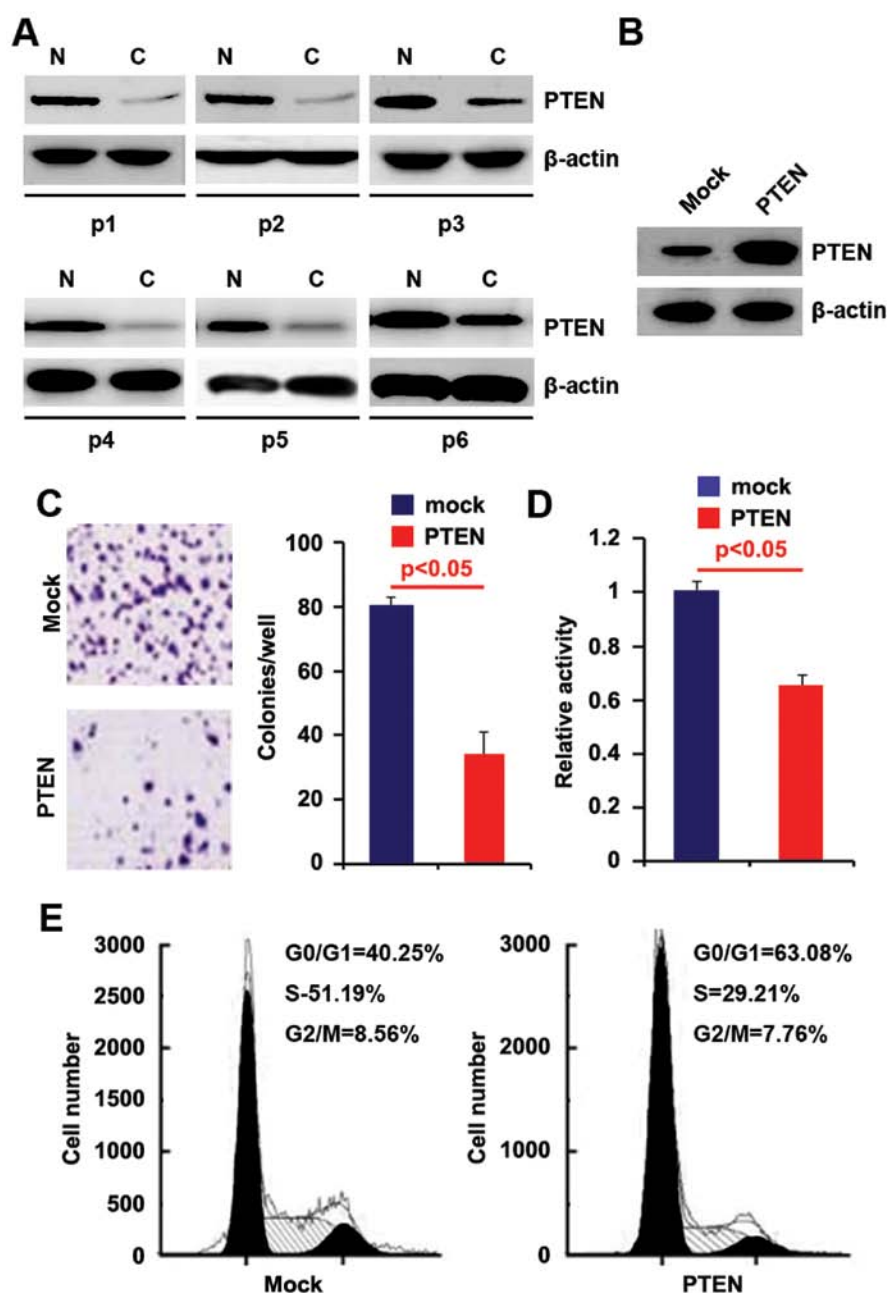 A
N C N C N C
PTEN
β-actin
p1 p2 p3
N C N C N C
PTEN
β-actin
p4 p5 p6
B
Mock PTEN
PTEN
β-actin
C
Mock
PTEN
mock
PTEN
p<0.05
Colonies/well
100
80
60
40
20
0
D
mock
PTEN
p<0.05
Relative activity
1.2
1
0.8
0.6
0.4
0.2
0
E
Cell number
3000
2500
2000
1500
1000
500
0
G0/G1=40.25%
S-51.19%
G2/M=8.56%
Mock
Cell number
3000
2000
1000
0
G0/G1=63.08%
S=29.21%
G2/M=7.76%
PTEN